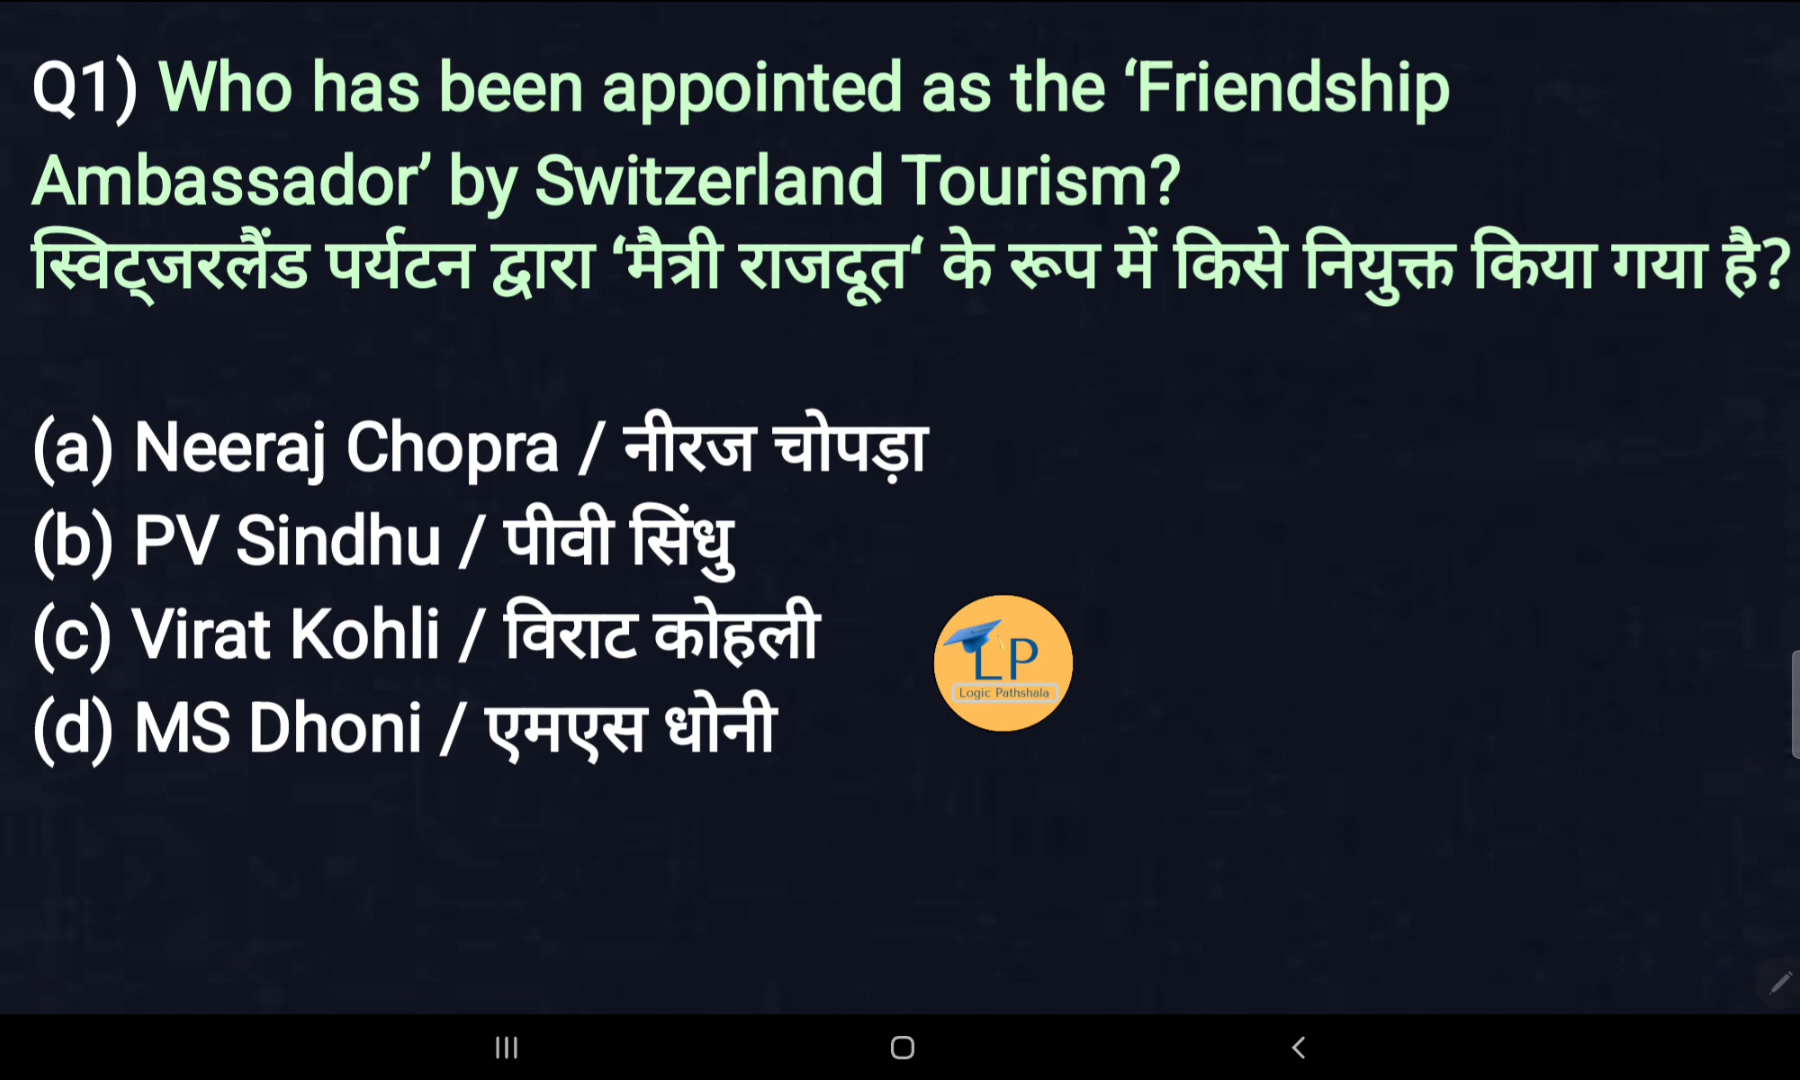 Q1) Who has been appointed as the ‘Friendship
Ambassador’ by Switzerland Tourism?
स्विट्जरलैंड पर्यटन द्वारा ‘मैत्री राजदूत‘ के रूप में किसे नियुक्त किया गया है?
(a) Neeraj Chopra / नीरज चोपड़ा
(b) PV Sindhu / पीवी सिंधु
(c) Virat Kohli / विराट कोहली
(d) MS Dhoni / एमएस धोनी
LP
Logic Pathshala